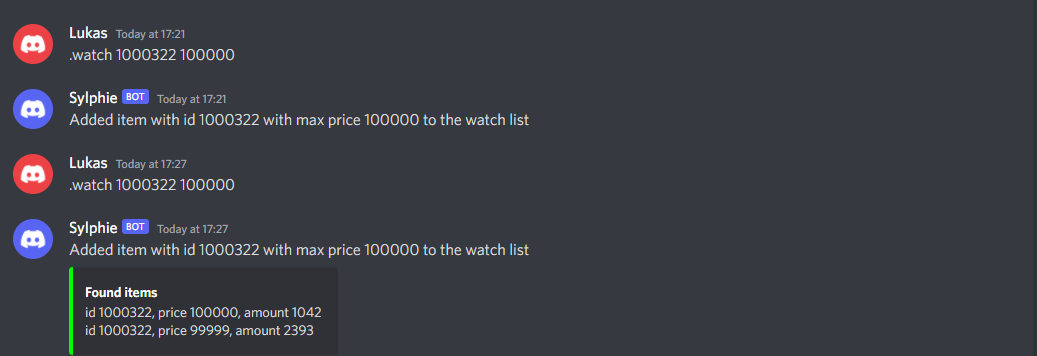 Lukas Today at 17:21
.watch 1000322 100000
Sylphie BOT Today at 17:21
Added item with id 1000322 with max price 100000 to the watch list
Lukas Today at 17:27
.watch 1000322 100000
Sylphie BOT Today at 17:27
Added item with id 1000322 with max price 100000 to the watch list
Found items
id 1000322, price 100000, amount 1042
id 1000322, price 99999, amount 2393